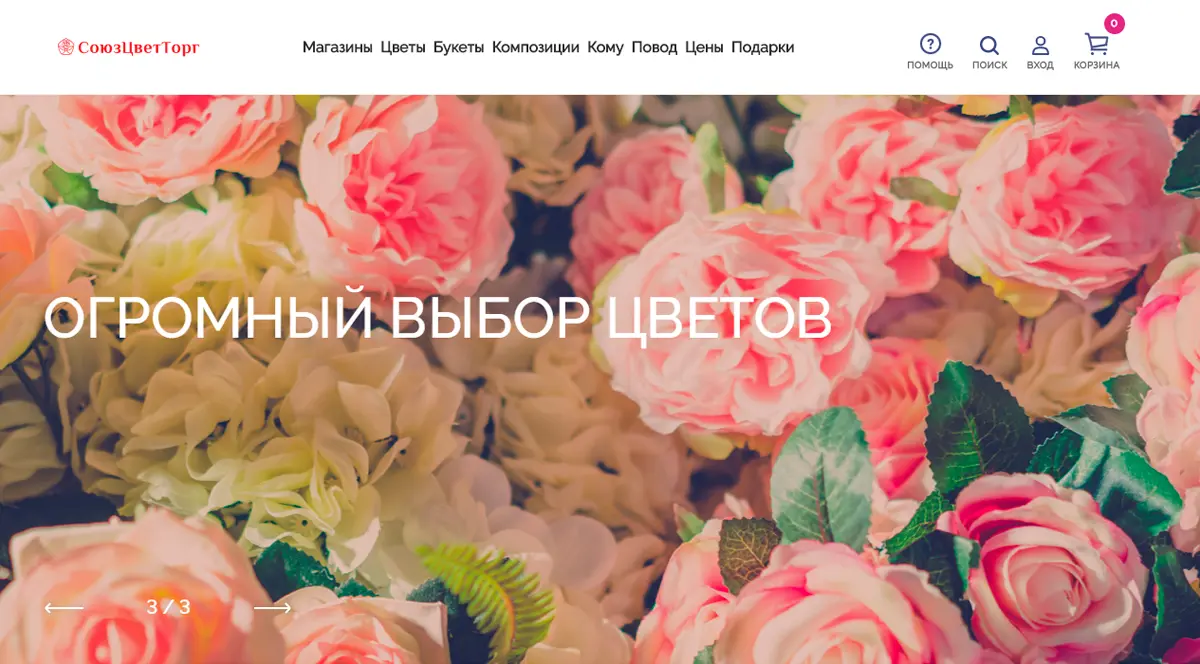 СоюзЦветТорг
Магазины Цветы Букеты Композиции Кому Повод Цены Подарки
0
ПОМОЩЬ ПОИСК ВХОД КОРЗИНА
ОГРОМНЫЙ ВЫБОР ЦВЕТОВ
3 / 3